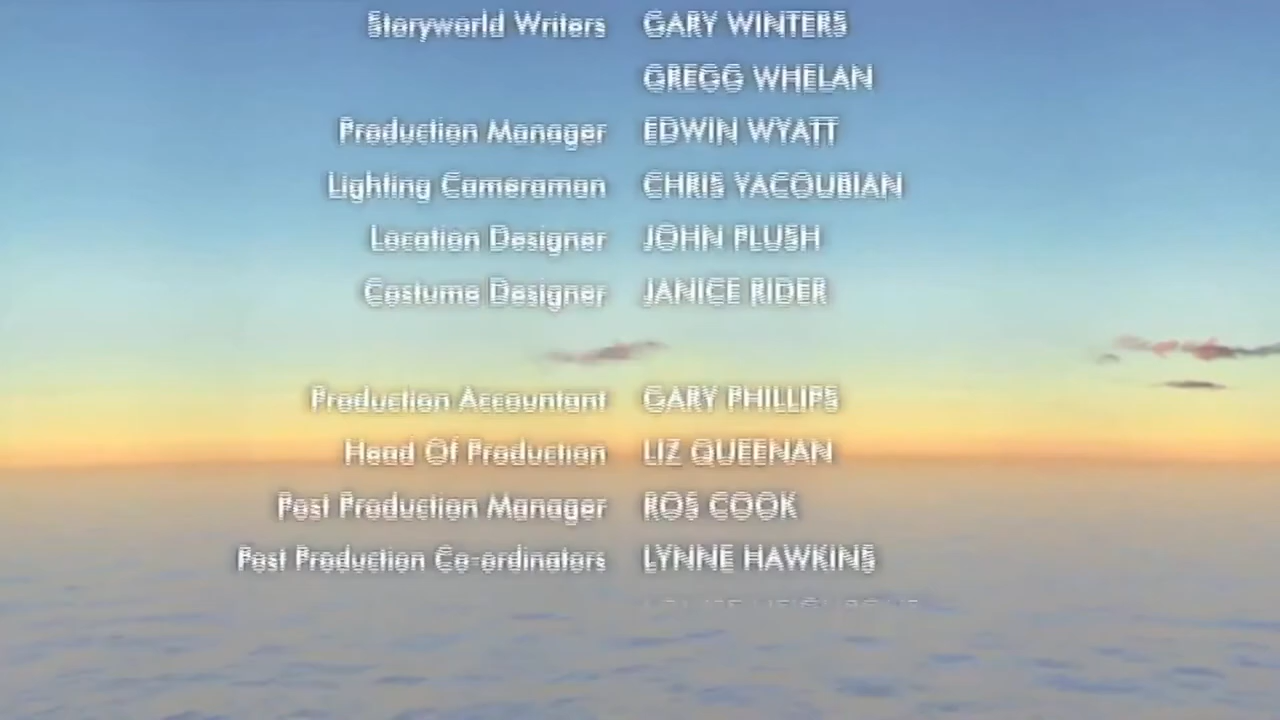 Storyworld Writers GARY WINTERS
GREGG WHELAN
Production Manager EDWIN WYATT
Lighting Cameraman CHRIS YACOUBIAN
Location Designer JOHN PLUSH
Costume Designer JANICE RIDER
Production Accountant GARY PHILLIPS
Head Of Production LIZ QUEENAN
Post Production Manager ROS COOK
Post Production Co-ordinators LYNNE HAWKINS